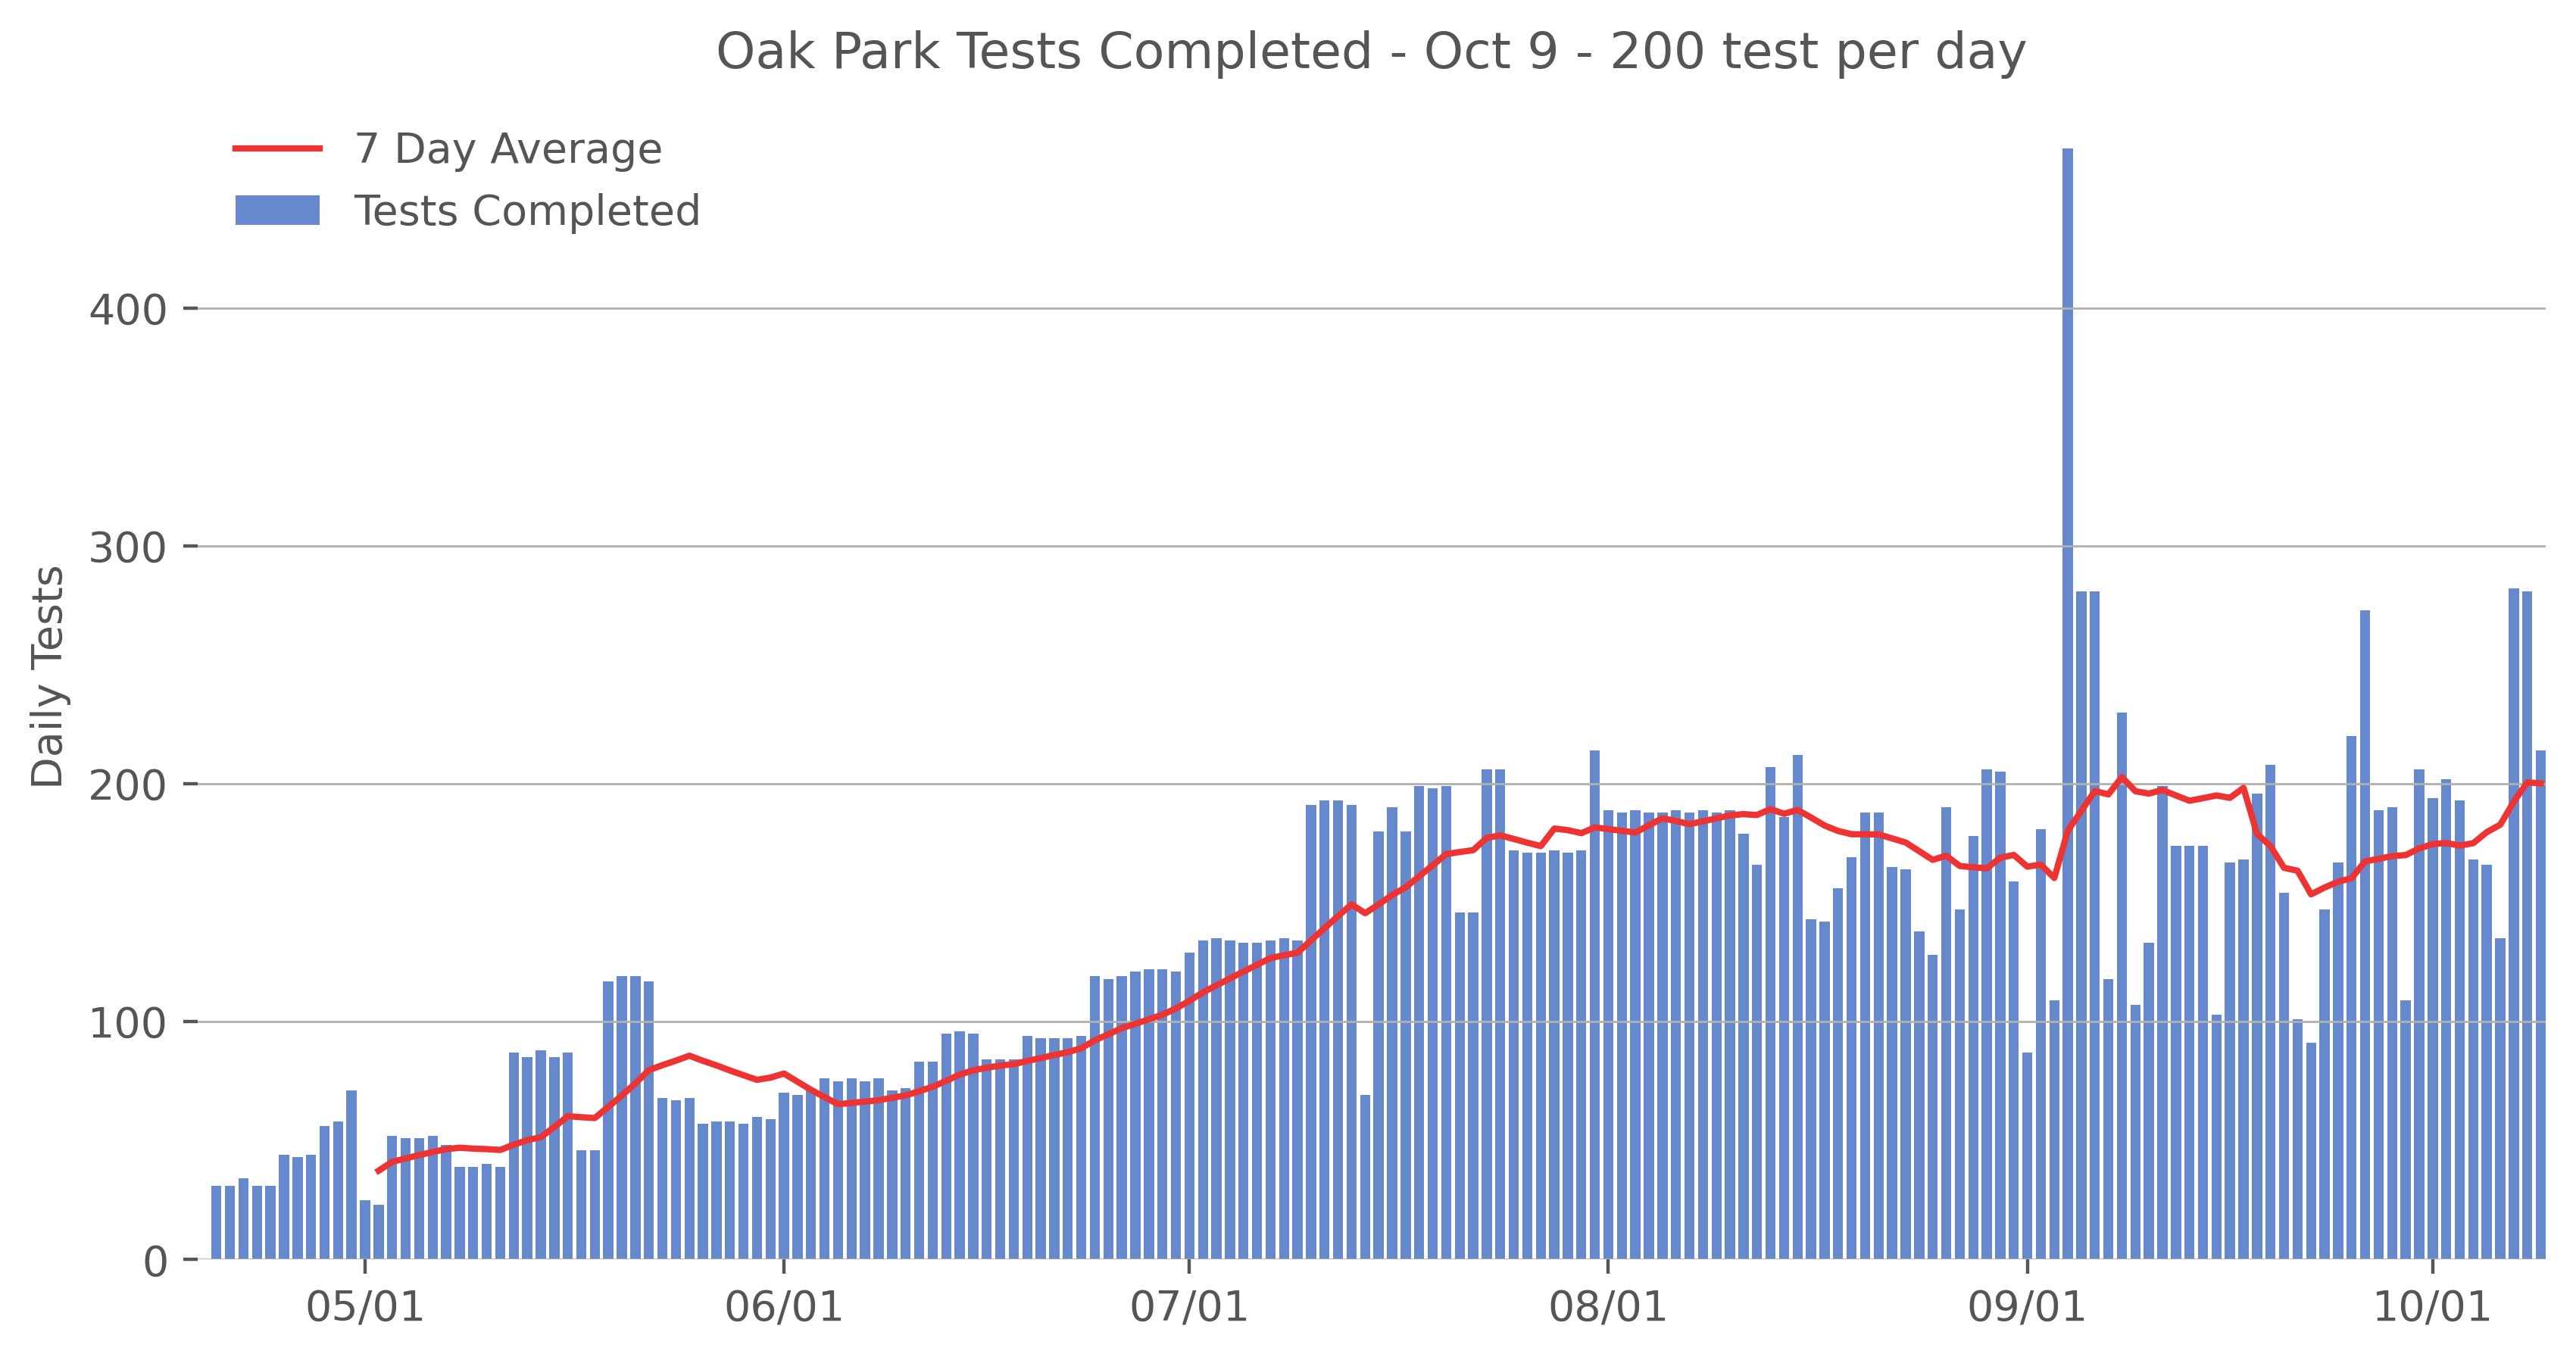 Oak Park Tests Completed - Oct 9 - 200 test per day
7 Day Average
Tests Completed
Daily Tests
400
300
200
100
0
05/01
06/01
07/01
08/01
09/01
10/01